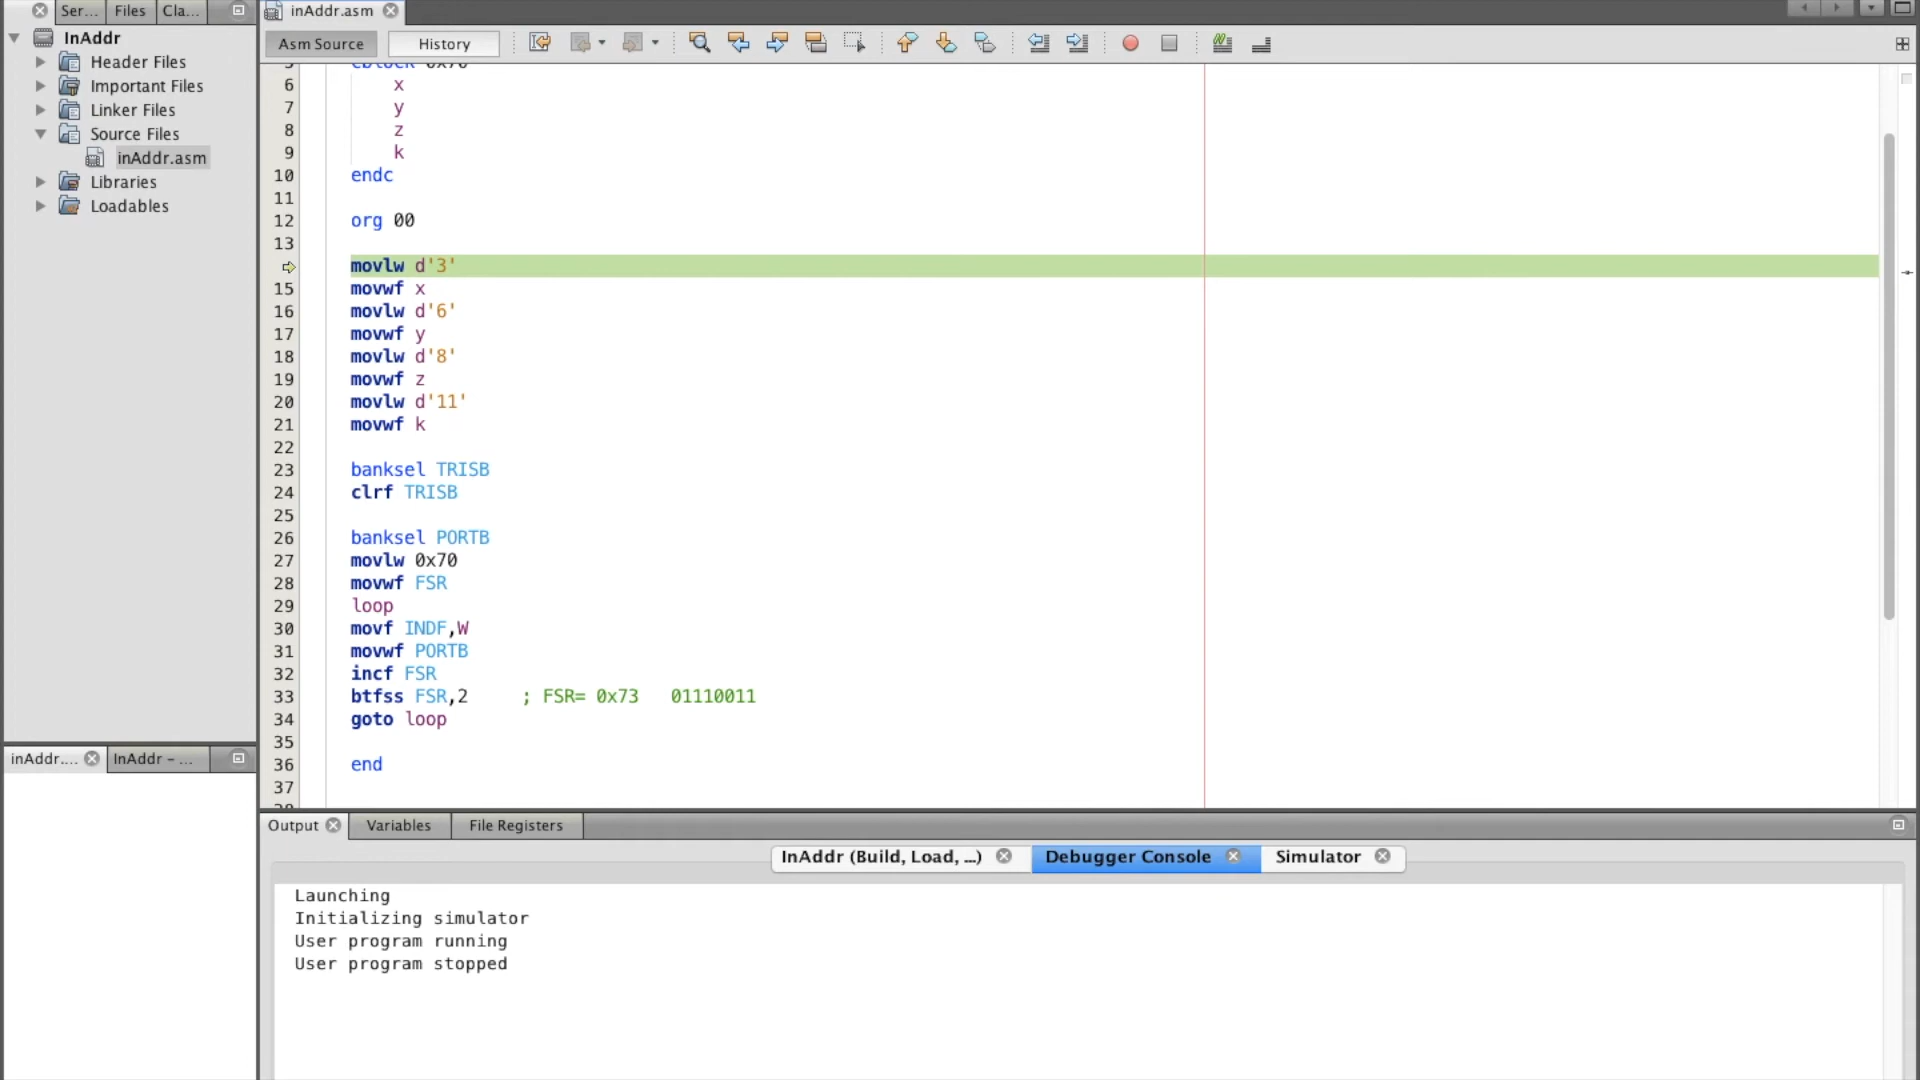 Ser...
Files
Cla...
InAddr
Header Files
Important Files
Linker Files
Source Files
inAddr.asm
Libraries
Loadables
inAddr....
InAddr – ...
inAddr.asm
Asm Source
History
cblock 0x70
6 x
7 y
8 z
9 k
10 endc
11
12 org 00
13
movlw d'3'
15 movwf x
16 movlw d'6'
17 movwf y
18 movlw d'8'
19 movwf z
20 movlw d'11'
21 movwf k
22
23 banksel TRISB
24 clrf TRISB
25
26 banksel PORTB
27 movlw 0x70
28 movwf FSR
29 loop
30 movf INDF,W
31 movwf PORTB
32 incf FSR
33 btfss FSR,2 ; FSR= 0x73 01110011
34 goto loop
35
36 end
37
Output
Variables
File Registers
InAddr (Build, Load, ...)
Debugger Console
Simulator
Launching
Initializing simulator
User program running
User program stopped